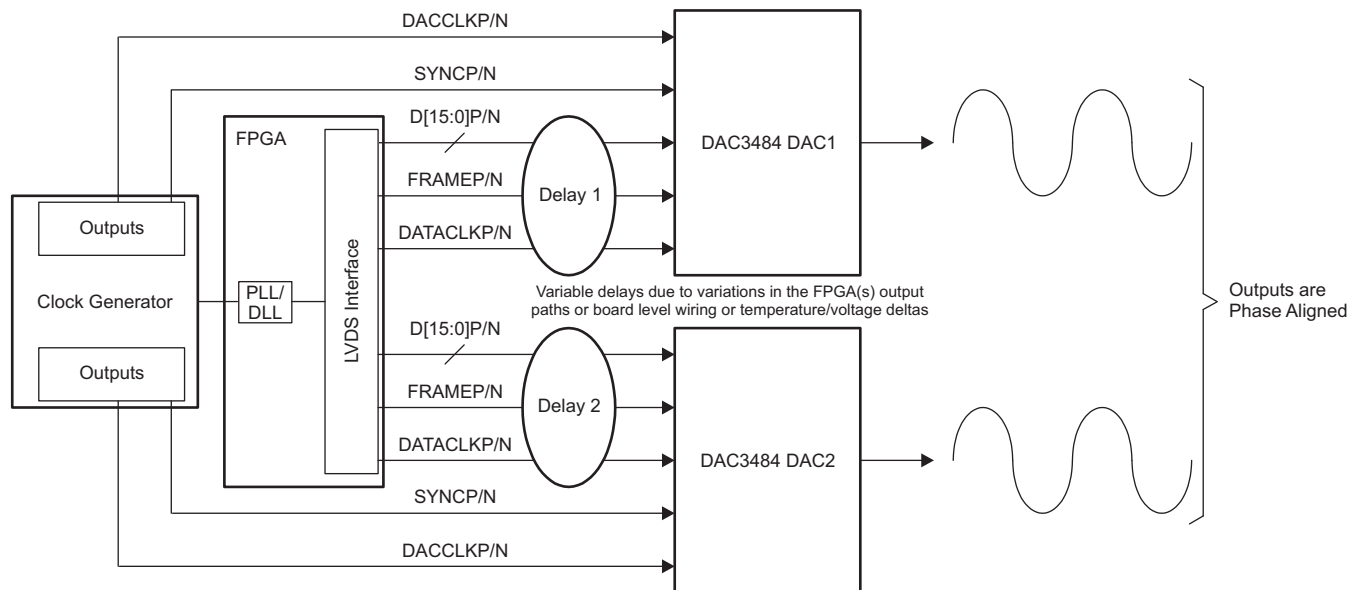 DACCLKP/N
SYNCP/N
D[15:0]P/N
FPGA
DAC3484 DAC1
FRAMEP/N
Delay 1
Outputs
DATACLKP/N
LVDS Interface
Clock Generator
PLL/
DLL
Variable delays due to variations in the FPGA(s) output
paths or board level wiring or temperature/voltage deltas
Outputs are
Phase Aligned
D[15:0]P/N
Outputs
FRAMEP/N
Delay 2
DATACLKP/N
DAC3484 DAC2
SYNCP/N
DACCLKP/N